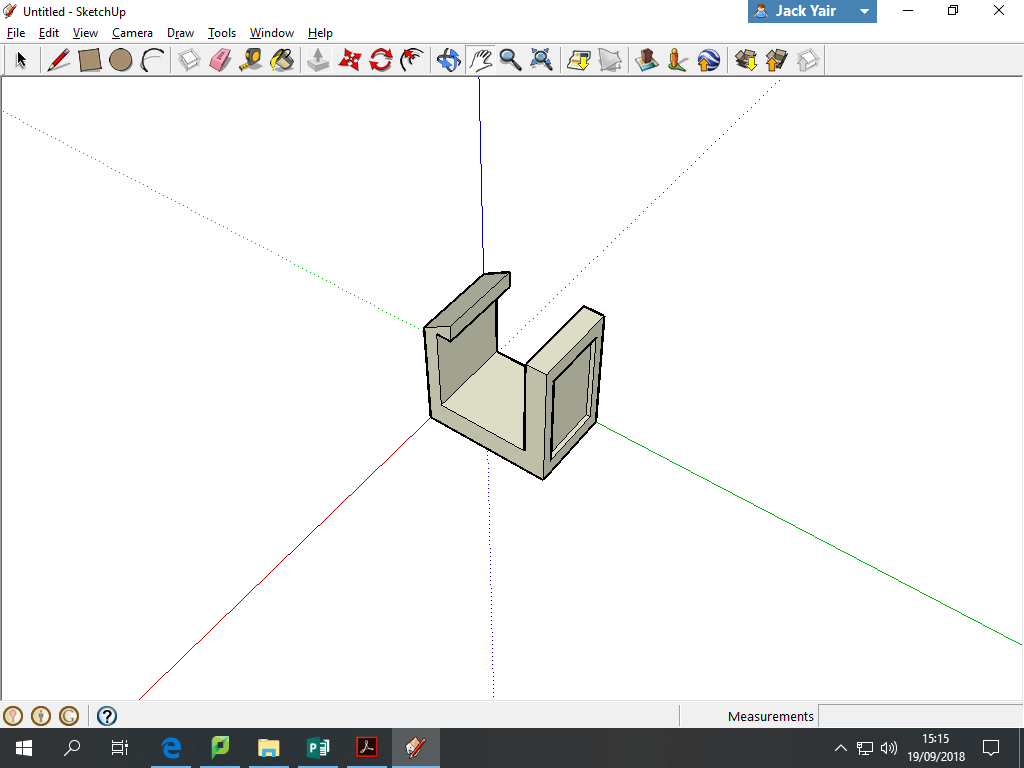 Untitled - SketchUp
Jack Yair
File Edit View Camera Draw Tools Window Help
Measurements
15:15
19/09/2018